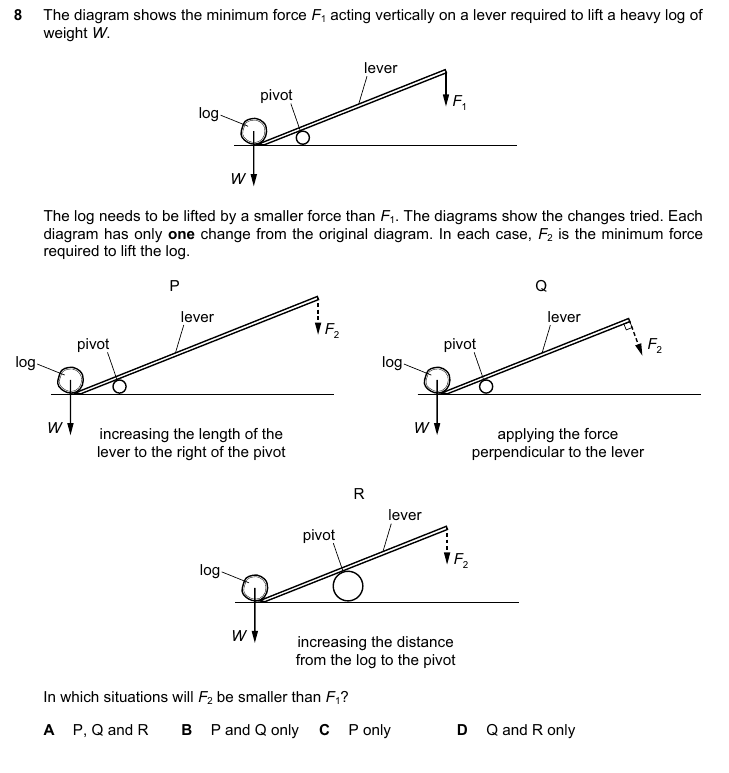 8 The diagram shows the minimum force F1 acting vertically on a lever required to lift a heavy log of
weight W.
lever
pivot
log
F1
W
The log needs to be lifted by a smaller force than F1. The diagrams show the changes tried. Each
diagram has only one change from the original diagram. In each case, F2 is the minimum force
required to lift the log.
P
lever
F2
pivot
log
W
increasing the length of the
lever to the right of the pivot
Q
lever
pivot
F2
log
W
applying the force
perpendicular to the lever
R
lever
pivot
F2
log
W
increasing the distance
from the log to the pivot
In which situations will F2 be smaller than F1?
A P, Q and R B P and Q only C P only D Q and R only